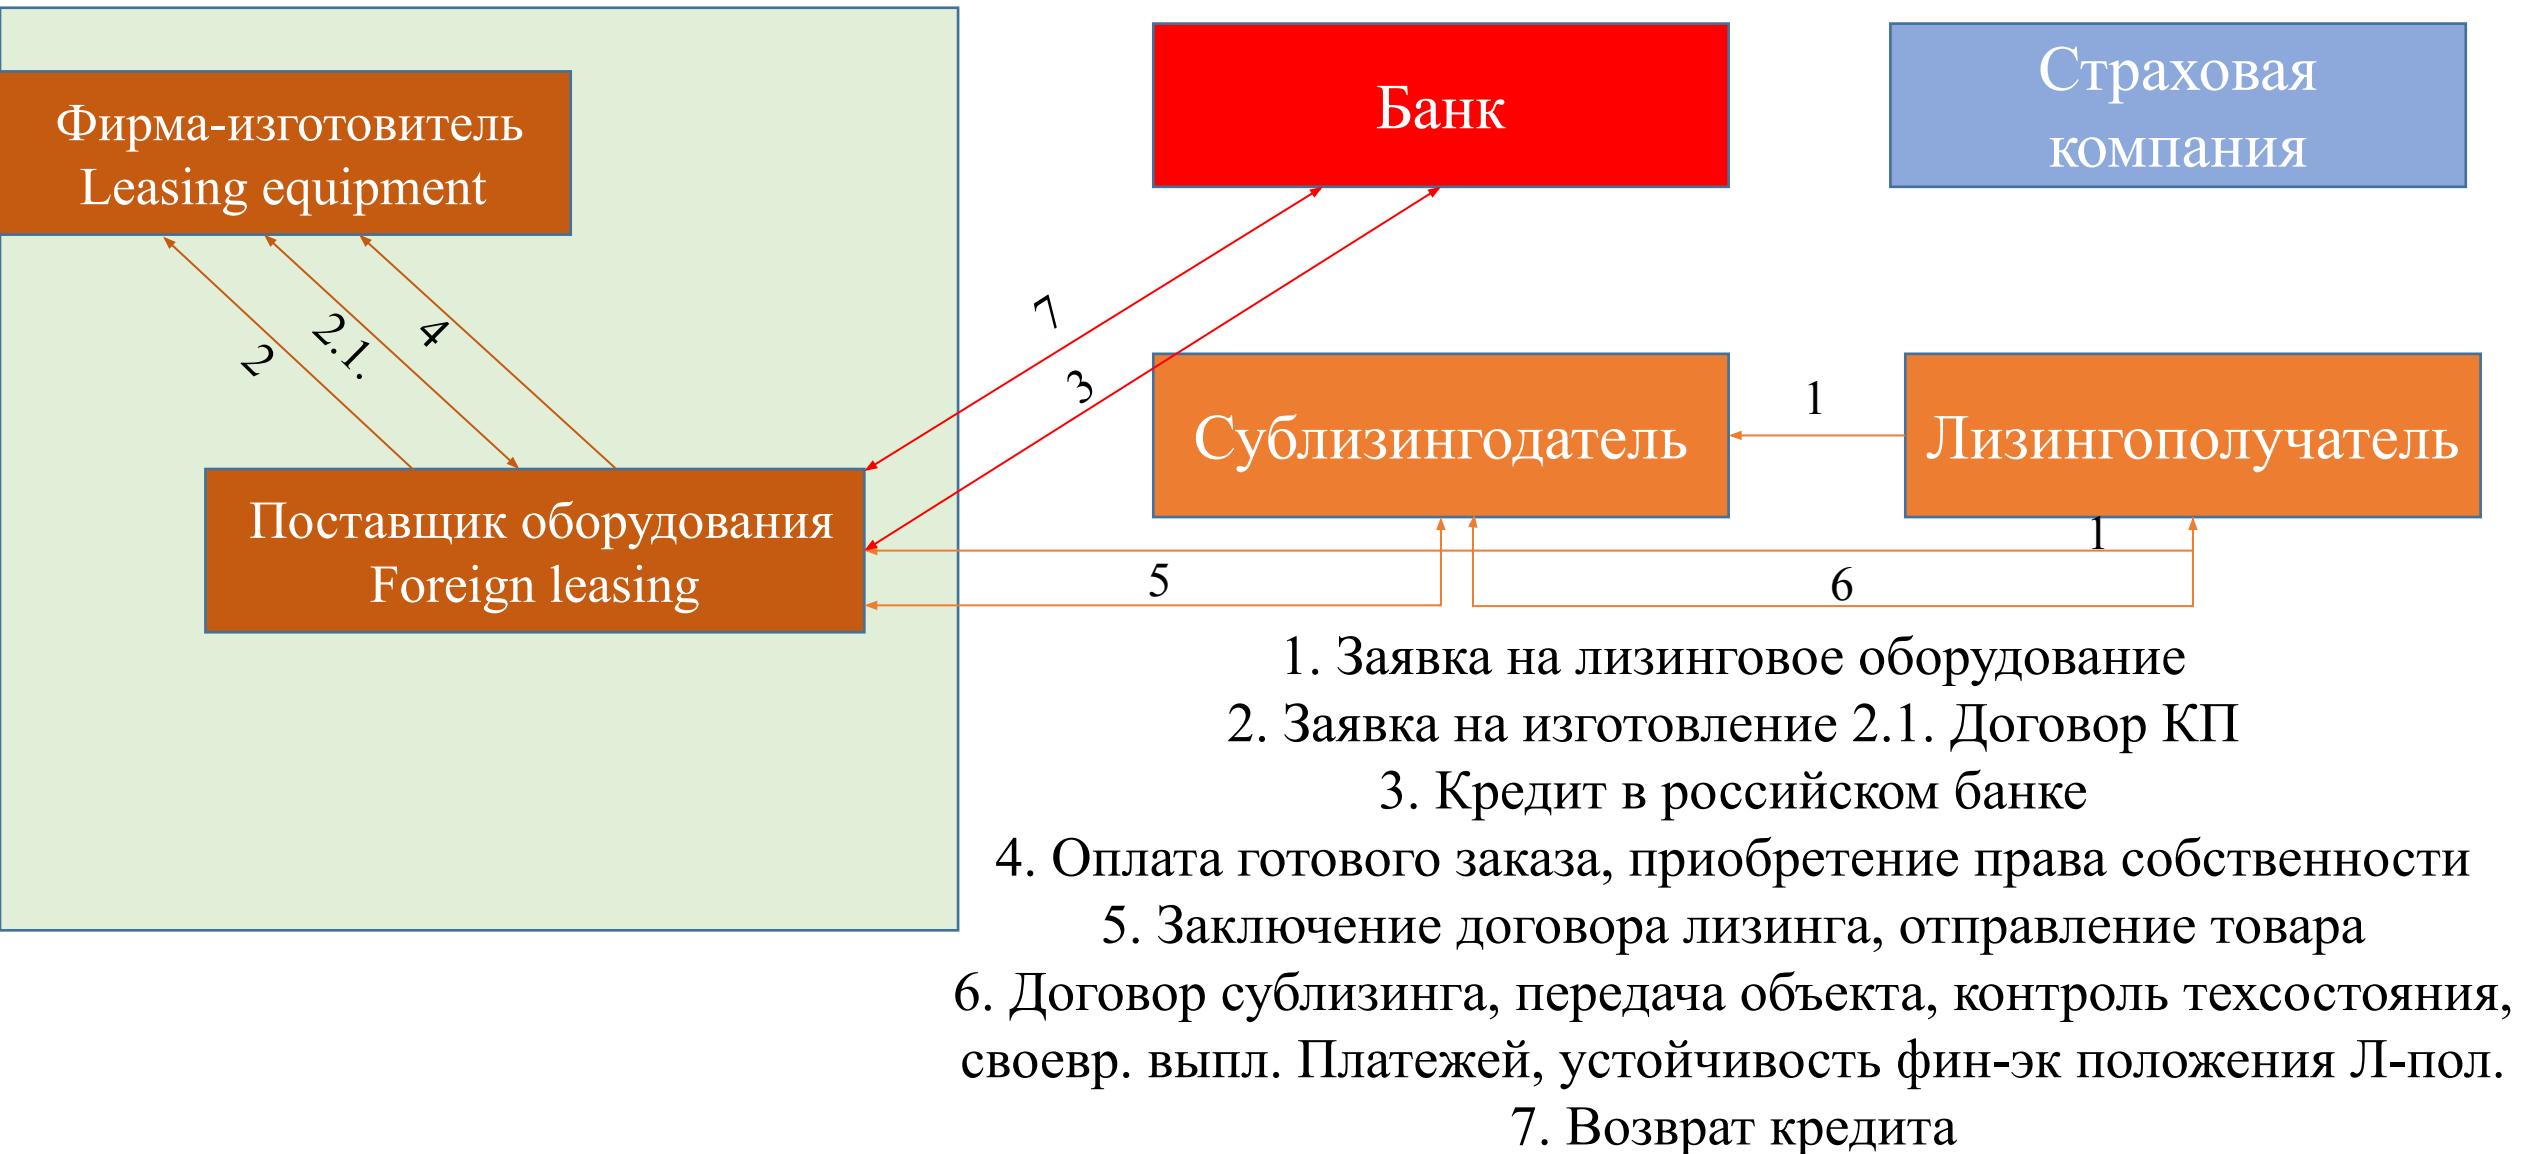 Фирма-изготовитель
Leasing equipment
Банк
Страховая
компания
2
2.1.
4
7
3
Сублизингодатель
1
Лизингополучатель
Поставщик оборудования
Foreign leasing
1
5
6
1. Заявка на лизинговое оборудование
2. Заявка на изготовление 2.1. Договор КП
3. Кредит в российском банке
4. Оплата готового заказа, приобретение права собственности
5. Заключение договора лизинга, отправление товара
6. Договор сублизинга, передача объекта, контроль техсостояния,
своевр. выпл. Платежей, устойчивость фин-эк положения Л-пол.
7. Возврат кредита